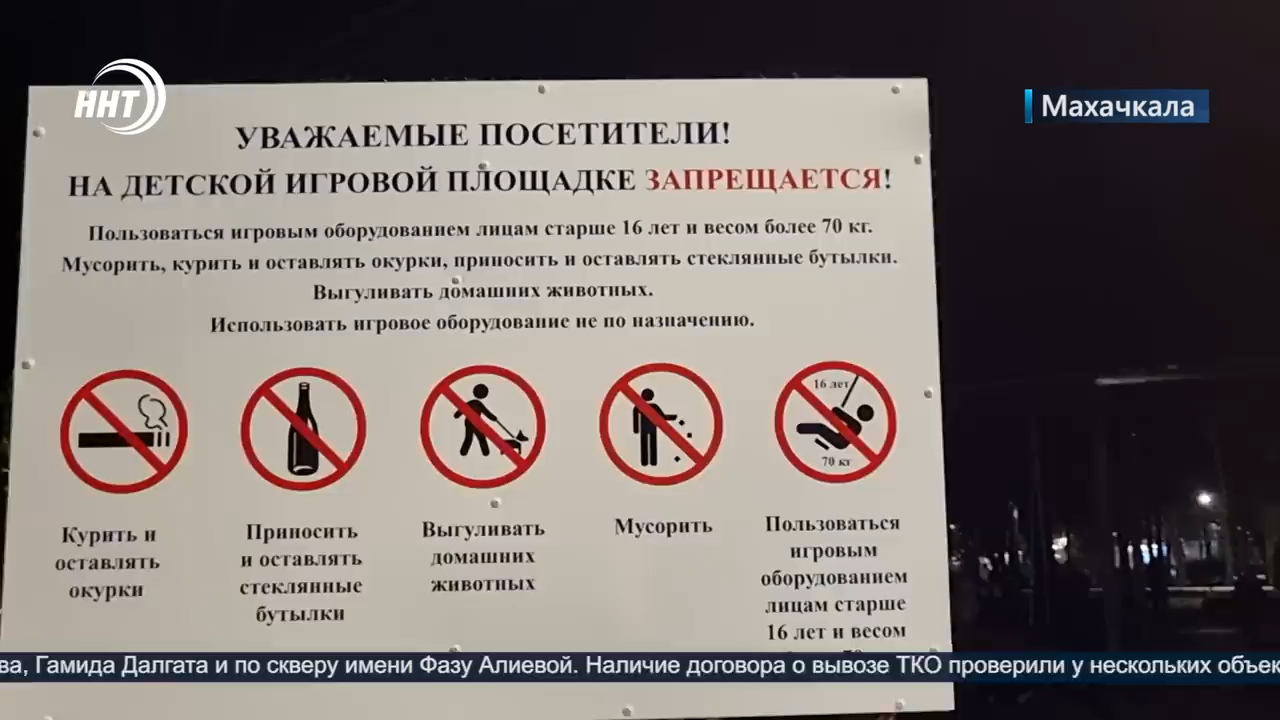 ННТ
Махачкала
УВАЖАЕМЫЕ ПОСЕТИТЕЛИ!
НА ДЕТСКОЙ ИГРОВОЙ ПЛОЩАДКЕ ЗАПРЕЩАЕТСЯ!
Пользоваться игровым оборудованием лицам старше 16 лет и весом более 70 кг.
Мусорить, курить и оставлять окурки, приносить и оставлять стеклянные бутылки.
Выгуливать домашних животных.
Использовать игровое оборудование не по назначению.
16 лет
70 кг
Курить и
оставлять
окурки
Приносить
и оставлять
стеклянные
бутылки
Выгуливать
домашних
животных
Мусорить
Пользоваться
игровым
оборудованием
лицам старше
16 лет и весом
ва, Гамида Далгата и по скверу имени Фазу Алиевой. Наличие договора о вывозе ТКО проверили у нескольких объек